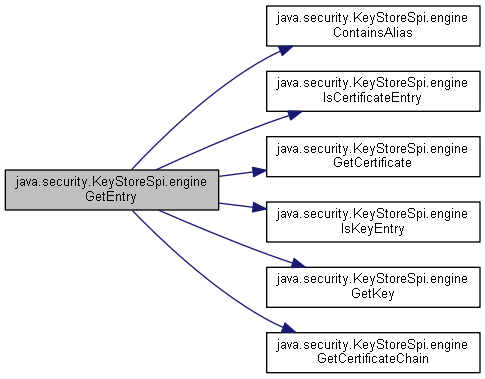 java.security.KeyStoreSpi.engine
ContainsAlias
java.security.KeyStoreSpi.engine
IsCertificateEntry
java.security.KeyStoreSpi.engine
GetCertificate
java.security.KeyStoreSpi.engine
GetEntry
java.security.KeyStoreSpi.engine
IsKeyEntry
java.security.KeyStoreSpi.engine
GetKey
java.security.KeyStoreSpi.engine
GetCertificateChain